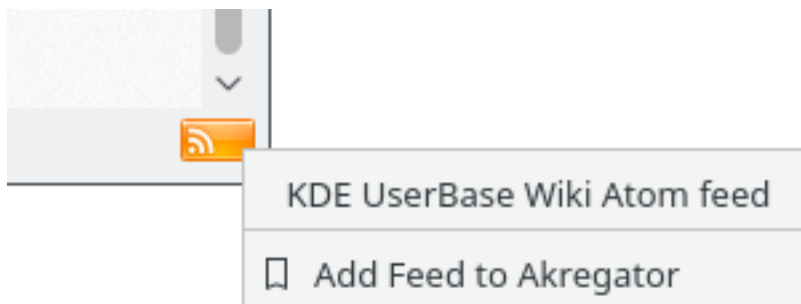 KDE UserBase Wiki Atom feed
Add Feed to Akregator